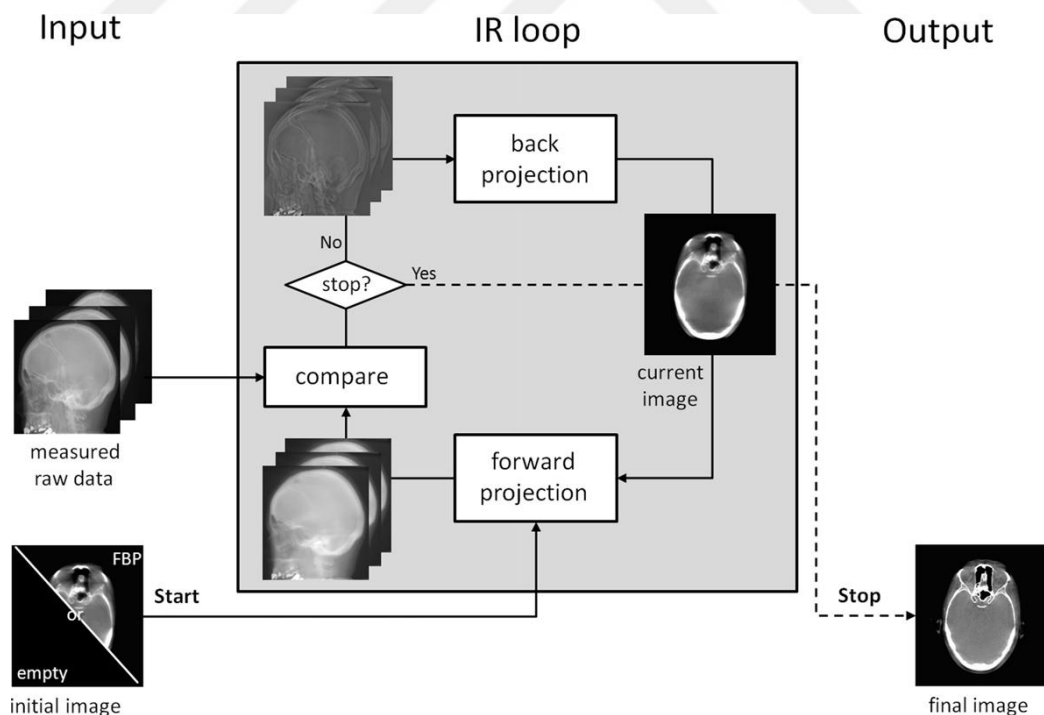 Input
IR loop
Output
back
projection
No
stop?
Yes
compare
current
image
measured
raw data
forward
projection
FBP
or
empty
Start
Stop
initial image
final image